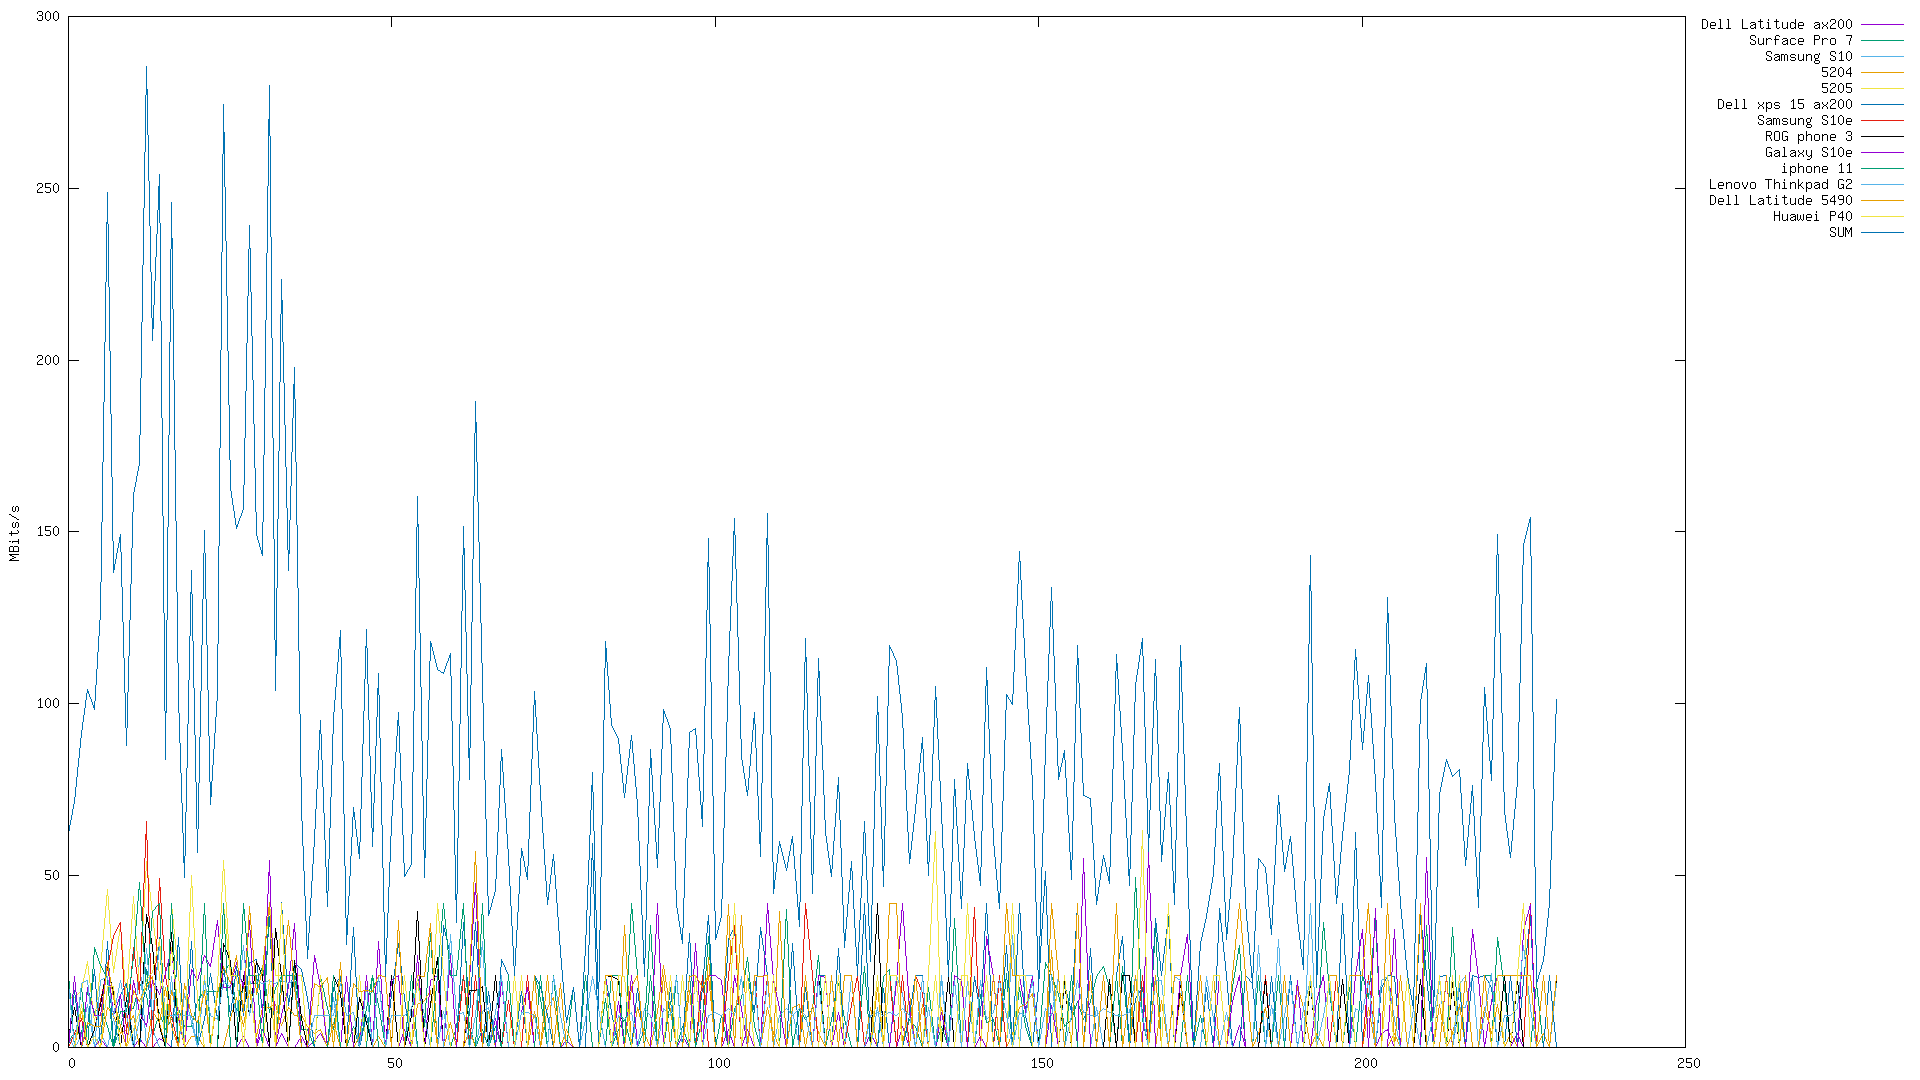 300
250
200
150
100
50
0
MBits/s
0 50 100 150 200 250
Dell Latitude ax200
Surface Pro 7
Samsung S10
5204
5205
Dell xps 15 ax200
Samsung S10e
ROG phone 3
Galaxy S10e
iphone 11
Lenovo Thinkpad G2
Dell Latitude 5490
Huawei P40
SUM